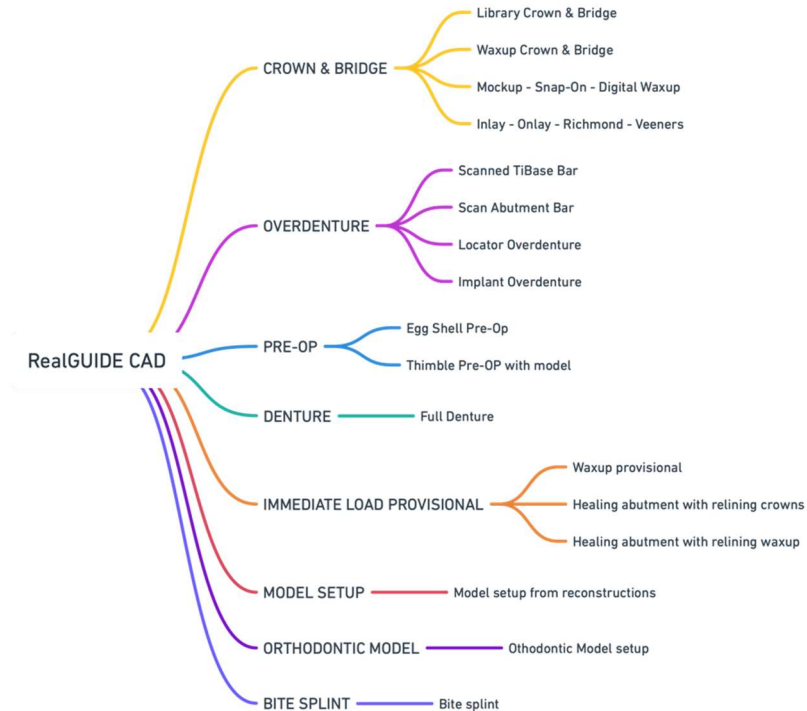 RealGUIDE CAD
CROWN & BRIDGE
Library Crown & Bridge
Waxup Crown & Bridge
Mockup - Snap-On - Digital Waxup
Inlay - Onlay - Richmond - Veeners
OVERDENTURE
Scanned TiBase Bar
Scan Abutment Bar
Locator Overdenture
Implant Overdenture
PRE-OP
Egg Shell Pre-Op
Thimble Pre-OP with model
DENTURE
Full Denture
IMMEDIATE LOAD PROVISIONAL
Waxup provisional
Healing abutment with relining crowns
Healing abutment with relining waxup
MODEL SETUP
Model setup from reconstructions
ORTHODONTIC MODEL
Othodontic Model setup
BITE SPLINT
Bite splint